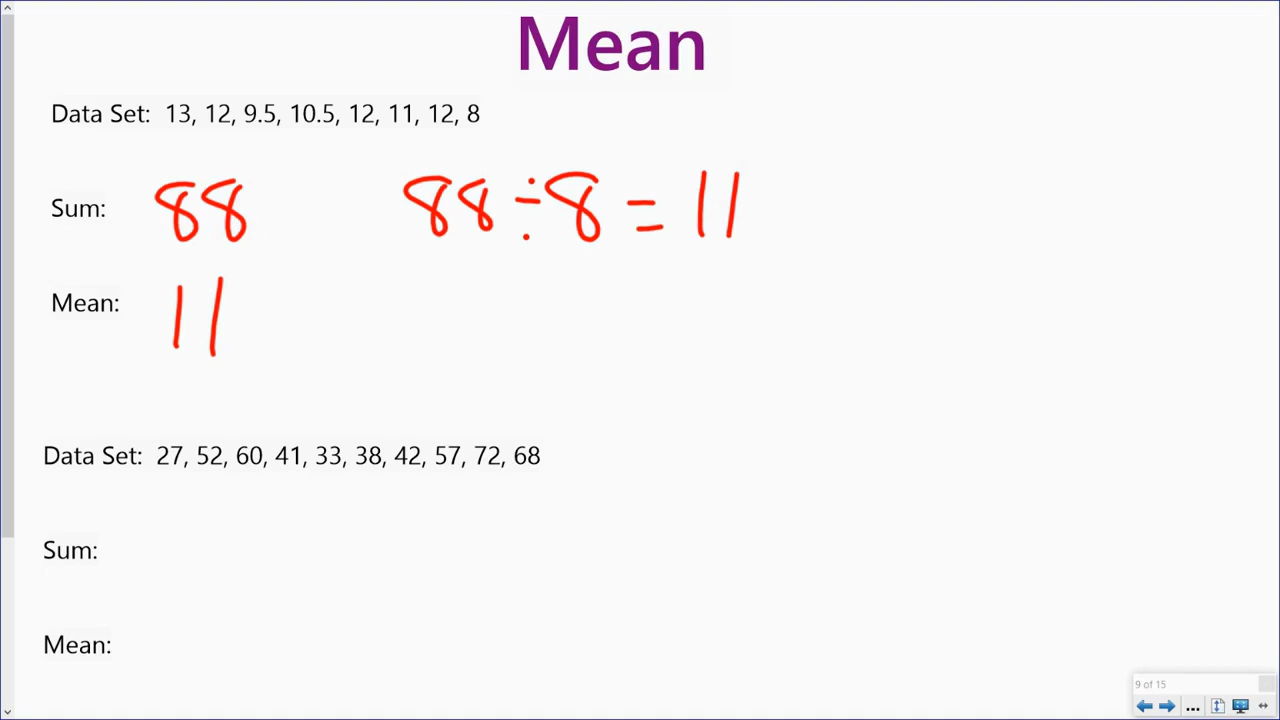 Mean
Data Set: 13, 12, 9.5, 10.5, 12, 11, 12, 8
Sum: 88 88 ÷ 8 = 11
Mean: 11
Data Set: 27, 52, 60, 41, 33, 38, 42, 57, 72, 68
Sum:
Mean:
9 of 15